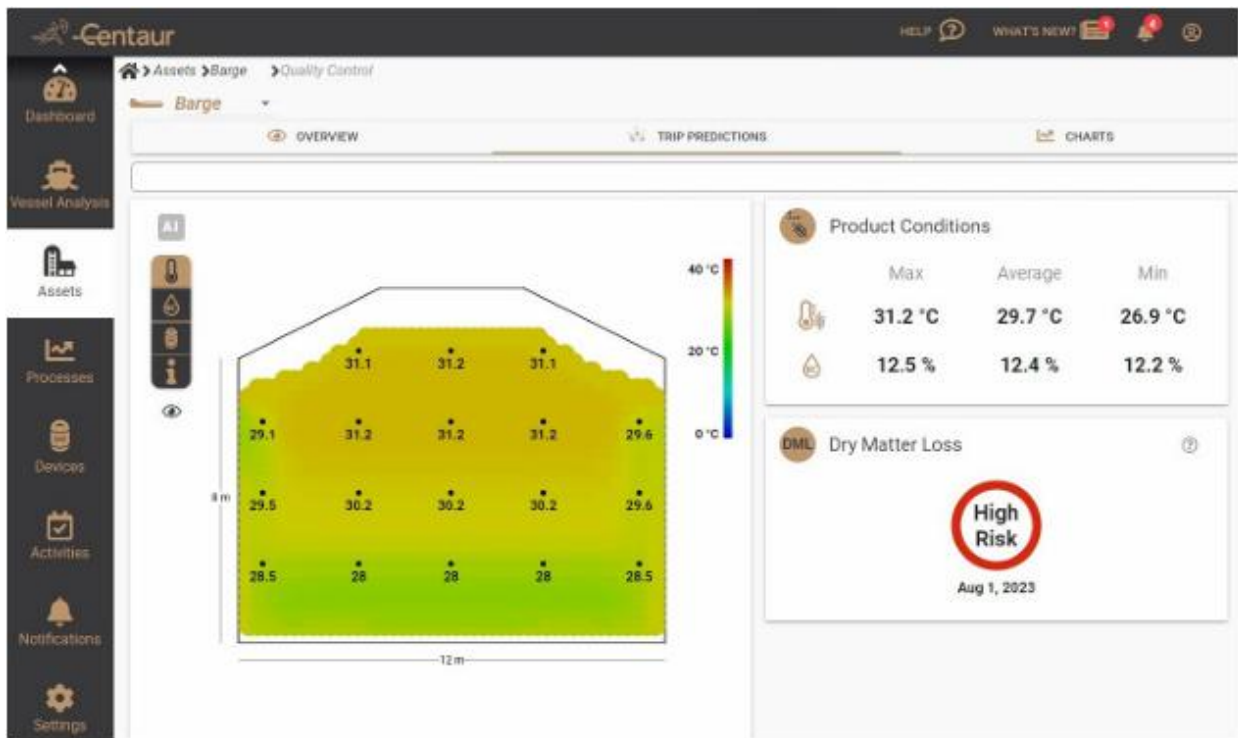 Centaur
HELP
WHAT'S NEW?
1
4
Assets Barge Quality Control
Barge
OVERVIEW
TRIP PREDICTIONS
CHARTS
Dashboard
Vessel Analysis
Assets
Processes
Devices
Activities
Notifications
Settings
AI
40 °C
20 °C
0 °C
31.1 31.2 31.1
29.1 31.2 31.2 31.2 29.6
29.5 30.2 30.2 30.2 29.6
28.5 28 28 28 28.5
8 m
12 m
Product Conditions
Max Average Min
31.2 °C 29.7 °C 26.9 °C
12.5 % 12.4 % 12.2 %
DML Dry Matter Loss
High
Risk
Aug 1, 2023